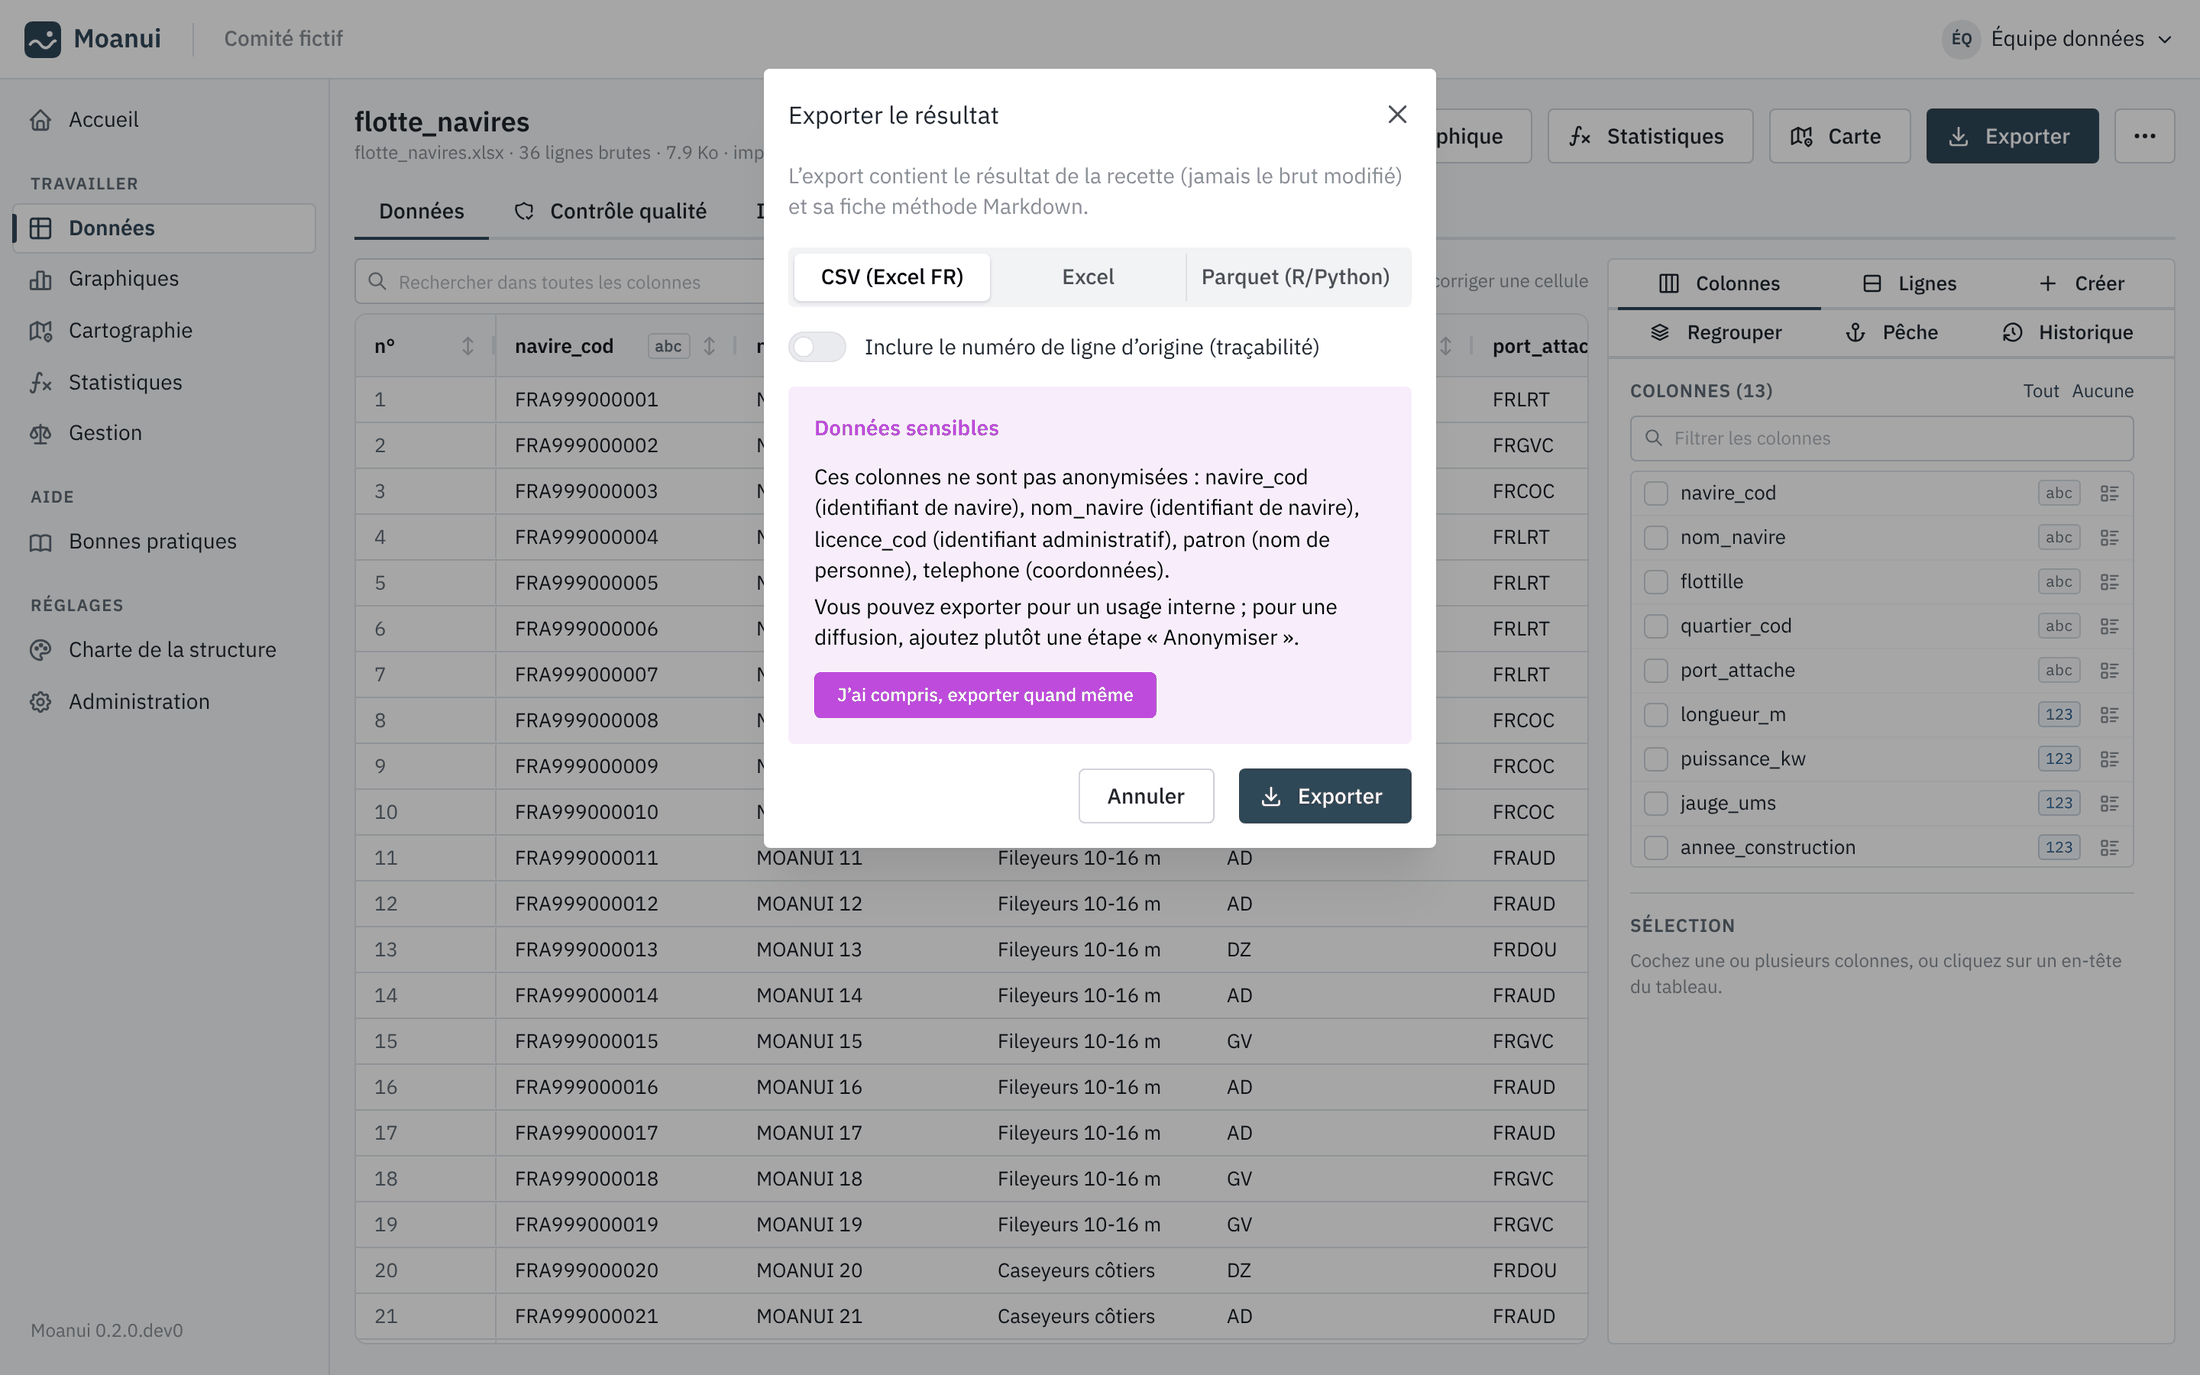 Moanui
Comité fictif
ÉQ
Équipe données
Accueil
TRAVAILLER
Données
Graphiques
Cartographie
Statistiques
Gestion
AIDE
Bonnes pratiques
RÉGLAGES
Charte de la structure
Administration
Moanui 0.2.0.dev0
flotte_navires
flotte_navires.xlsx · 36 lignes brutes · 7.9 Ko · imp
phique
Statistiques
Carte
Exporter
Données
Contrôle qualité
Rechercher dans toutes les colonnes
corriger une cellule
n° navire_cod abc n port_attac
1 FRA999000001 FRLRT
2 FRA999000002 FRGVC
3 FRA999000003 FRCOC
4 FRA999000004 FRLRT
5 FRA999000005 FRLRT
6 FRA999000006 FRLRT
7 FRA999000007 FRLRT
8 FRA999000008 FRCOC
9 FRA999000009 FRCOC
10 FRA999000010 FRCOC
11 FRA999000011 MOANUI 11 Fileyeurs 10-16 m AD FRAUD
12 FRA999000012 MOANUI 12 Fileyeurs 10-16 m AD FRAUD
13 FRA999000013 MOANUI 13 Fileyeurs 10-16 m DZ FRDOU
14 FRA999000014 MOANUI 14 Fileyeurs 10-16 m AD FRAUD
15 FRA999000015 MOANUI 15 Fileyeurs 10-16 m GV FRGVC
16 FRA999000016 MOANUI 16 Fileyeurs 10-16 m AD FRAUD
17 FRA999000017 MOANUI 17 Fileyeurs 10-16 m AD FRAUD
18 FRA999000018 MOANUI 18 Fileyeurs 10-16 m GV FRGVC
19 FRA999000019 MOANUI 19 Fileyeurs 10-16 m GV FRGVC
20 FRA999000020 MOANUI 20 Caseyeurs côtiers DZ FRDOU
21 FRA999000021 MOANUI 21 Caseyeurs côtiers AD FRAUD
Exporter le résultat
L’export contient le résultat de la recette (jamais le brut modifié)
et sa fiche méthode Markdown.
CSV (Excel FR) Excel Parquet (R/Python)
Inclure le numéro de ligne d’origine (traçabilité)
Données sensibles
Ces colonnes ne sont pas anonymisées : navire_cod
(identifiant de navire), nom_navire (identifiant de navire),
licence_cod (identifiant administratif), patron (nom de
personne), telephone (coordonnées).
Vous pouvez exporter pour un usage interne ; pour une
diffusion, ajoutez plutôt une étape « Anonymiser ».
J’ai compris, exporter quand même
Annuler
Exporter
Colonnes Lignes Créer
Regrouper Pêche Historique
COLONNES (13) Tout Aucune
Filtrer les colonnes
navire_cod abc
nom_navire abc
flottille abc
quartier_cod abc
port_attache abc
longueur_m 123
puissance_kw 123
jauge_ums 123
annee_construction 123
SÉLECTION
Cochez une ou plusieurs colonnes, ou cliquez sur un en-tête
du tableau.